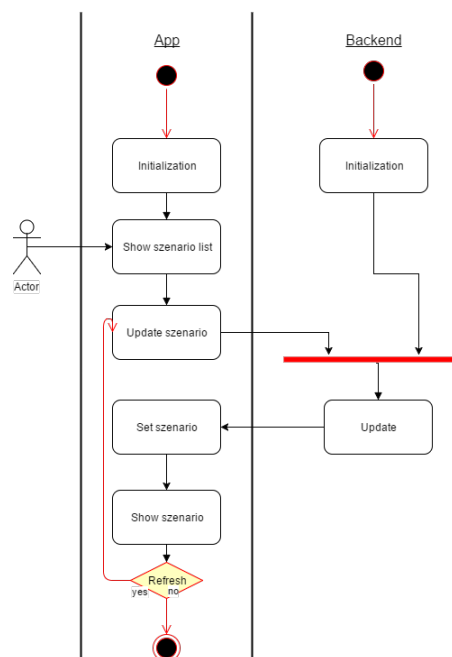 App
Backend
Initialization
Initialization
Show szenario list
Actor
Update szenario
Set szenario
Update
Show szenario
Refresh
yes
no